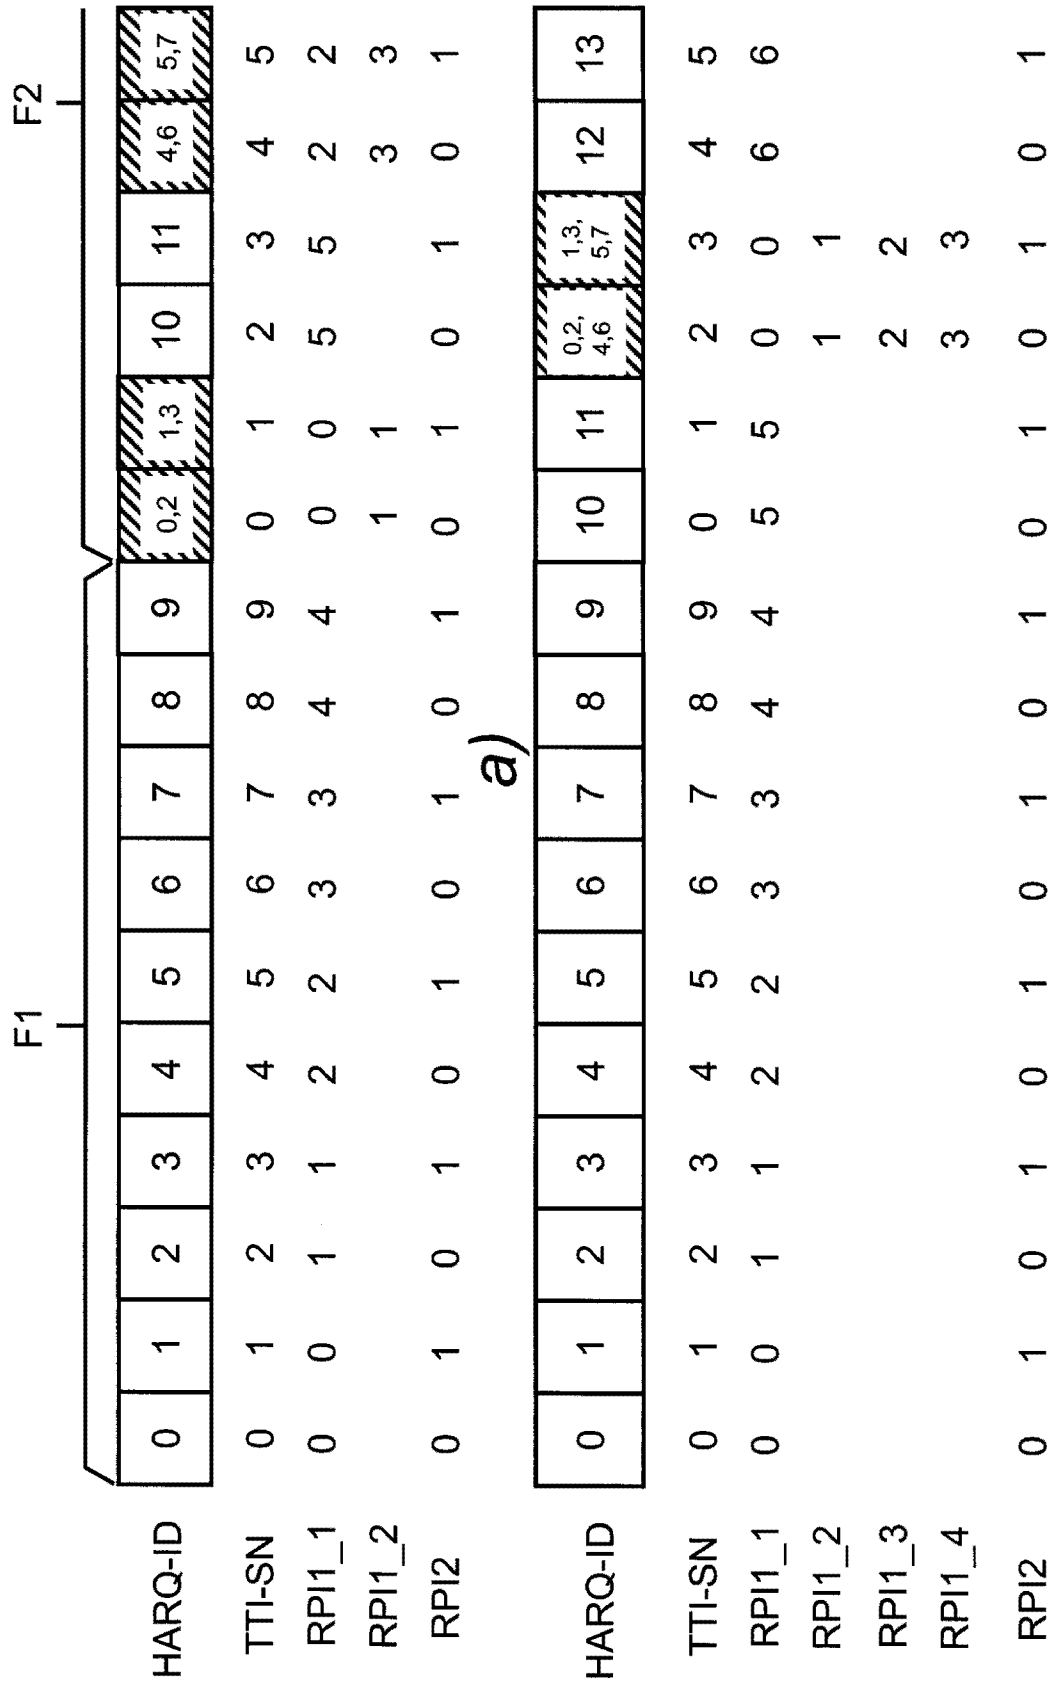 F1 F2
HARQ-ID 0 1 2 3 4 5 6 7 8 9 0,2 1,3 10 11 4,6 5,7
TTI-SN 0 1 2 3 4 5 6 7 8 9 0 1 2 3 4 5
RPI1_1 0 0 1 1 2 2 3 3 4 4 0 0 5 5 2 2
RPI1_2 1 1 3 3
RPI2 0 1 0 1 0 1 0 1 0 1 0 1 0 1 0 1
a)
HARQ-ID 0 1 2 3 4 5 6 7 8 9 10 11 0,2, 4,6 1,3, 5,7 12 13
TTI-SN 0 1 2 3 4 5 6 7 8 9 0 1 2 3 4 5
RPI1_1 0 0 1 1 2 2 3 3 4 4 5 5 0 0 6 6
RPI1_2 1 1
RPI1_3 2 2
RPI1_4 3 3
RPI2 0 1 0 1 0 1 0 1 0 1 0 1 0 1 0 1